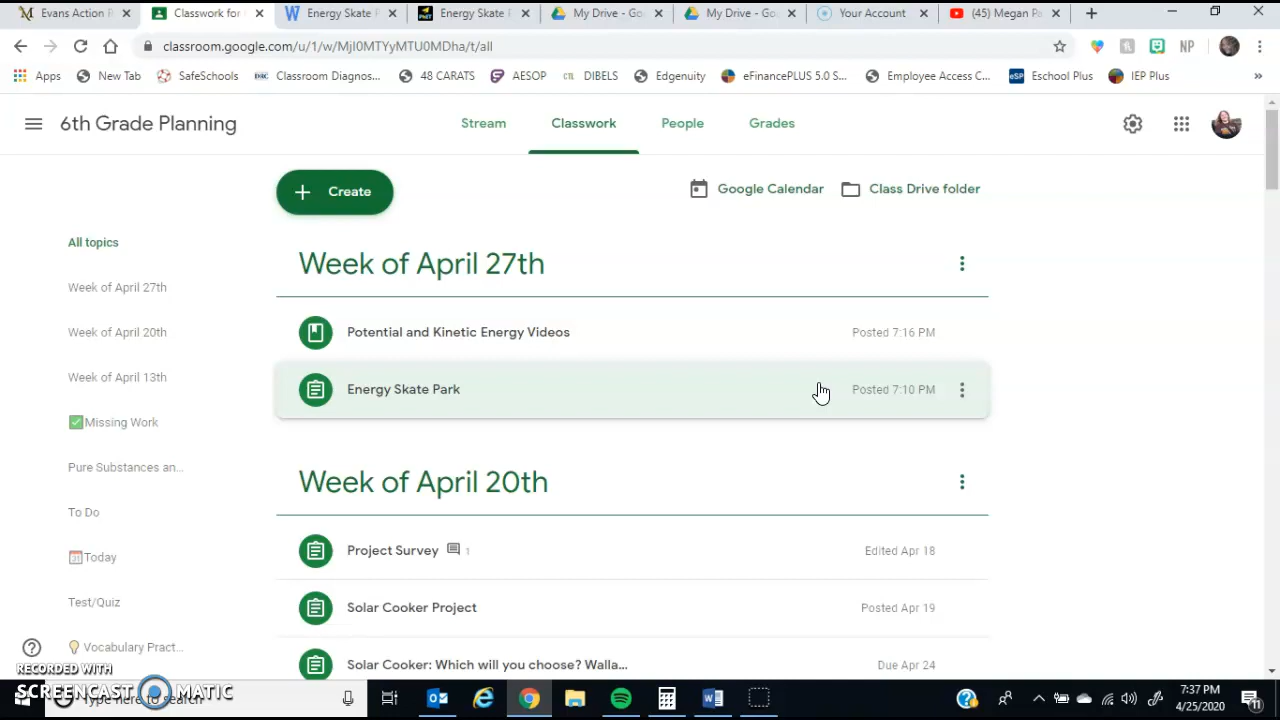 Evans Action P
Classwork for
Energy Skate P
Energy Skate
My Drive - Go
My Drive - Go
Your Account
(45) Megan P
classroom.google.com/u/1/w/MjI0MTYyMTU0MDha/t/all
NP
Apps New Tab SafeSchools Classroom Diagnos... 48 CARATS AESOP CTL DIBELS Edgenuity eFinancePLUS 5.0 S... Employee Access C... eSP Eschool Plus IEP Plus »
6th Grade Planning
Stream Classwork People Grades
+ Create
Google Calendar Class Drive folder
All topics
Week of April 27th
Week of April 20th
Week of April 13th
✅Missing Work
Pure Substances an...
To Do
Today
Test/Quiz
Vocabulary Pract...
Week of April 27th
Potential and Kinetic Energy Videos Posted 7:16 PM
Energy Skate Park Posted 7:10 PM
Week of April 20th
Project Survey 1 Edited Apr 18
Solar Cooker Project Posted Apr 19
Solar Cooker: Which will you choose? Walla... Due Apr 24
RECORDED WITH
SCREENCAST MATIC
Type here to search
7:37 PM
4/25/2020
11